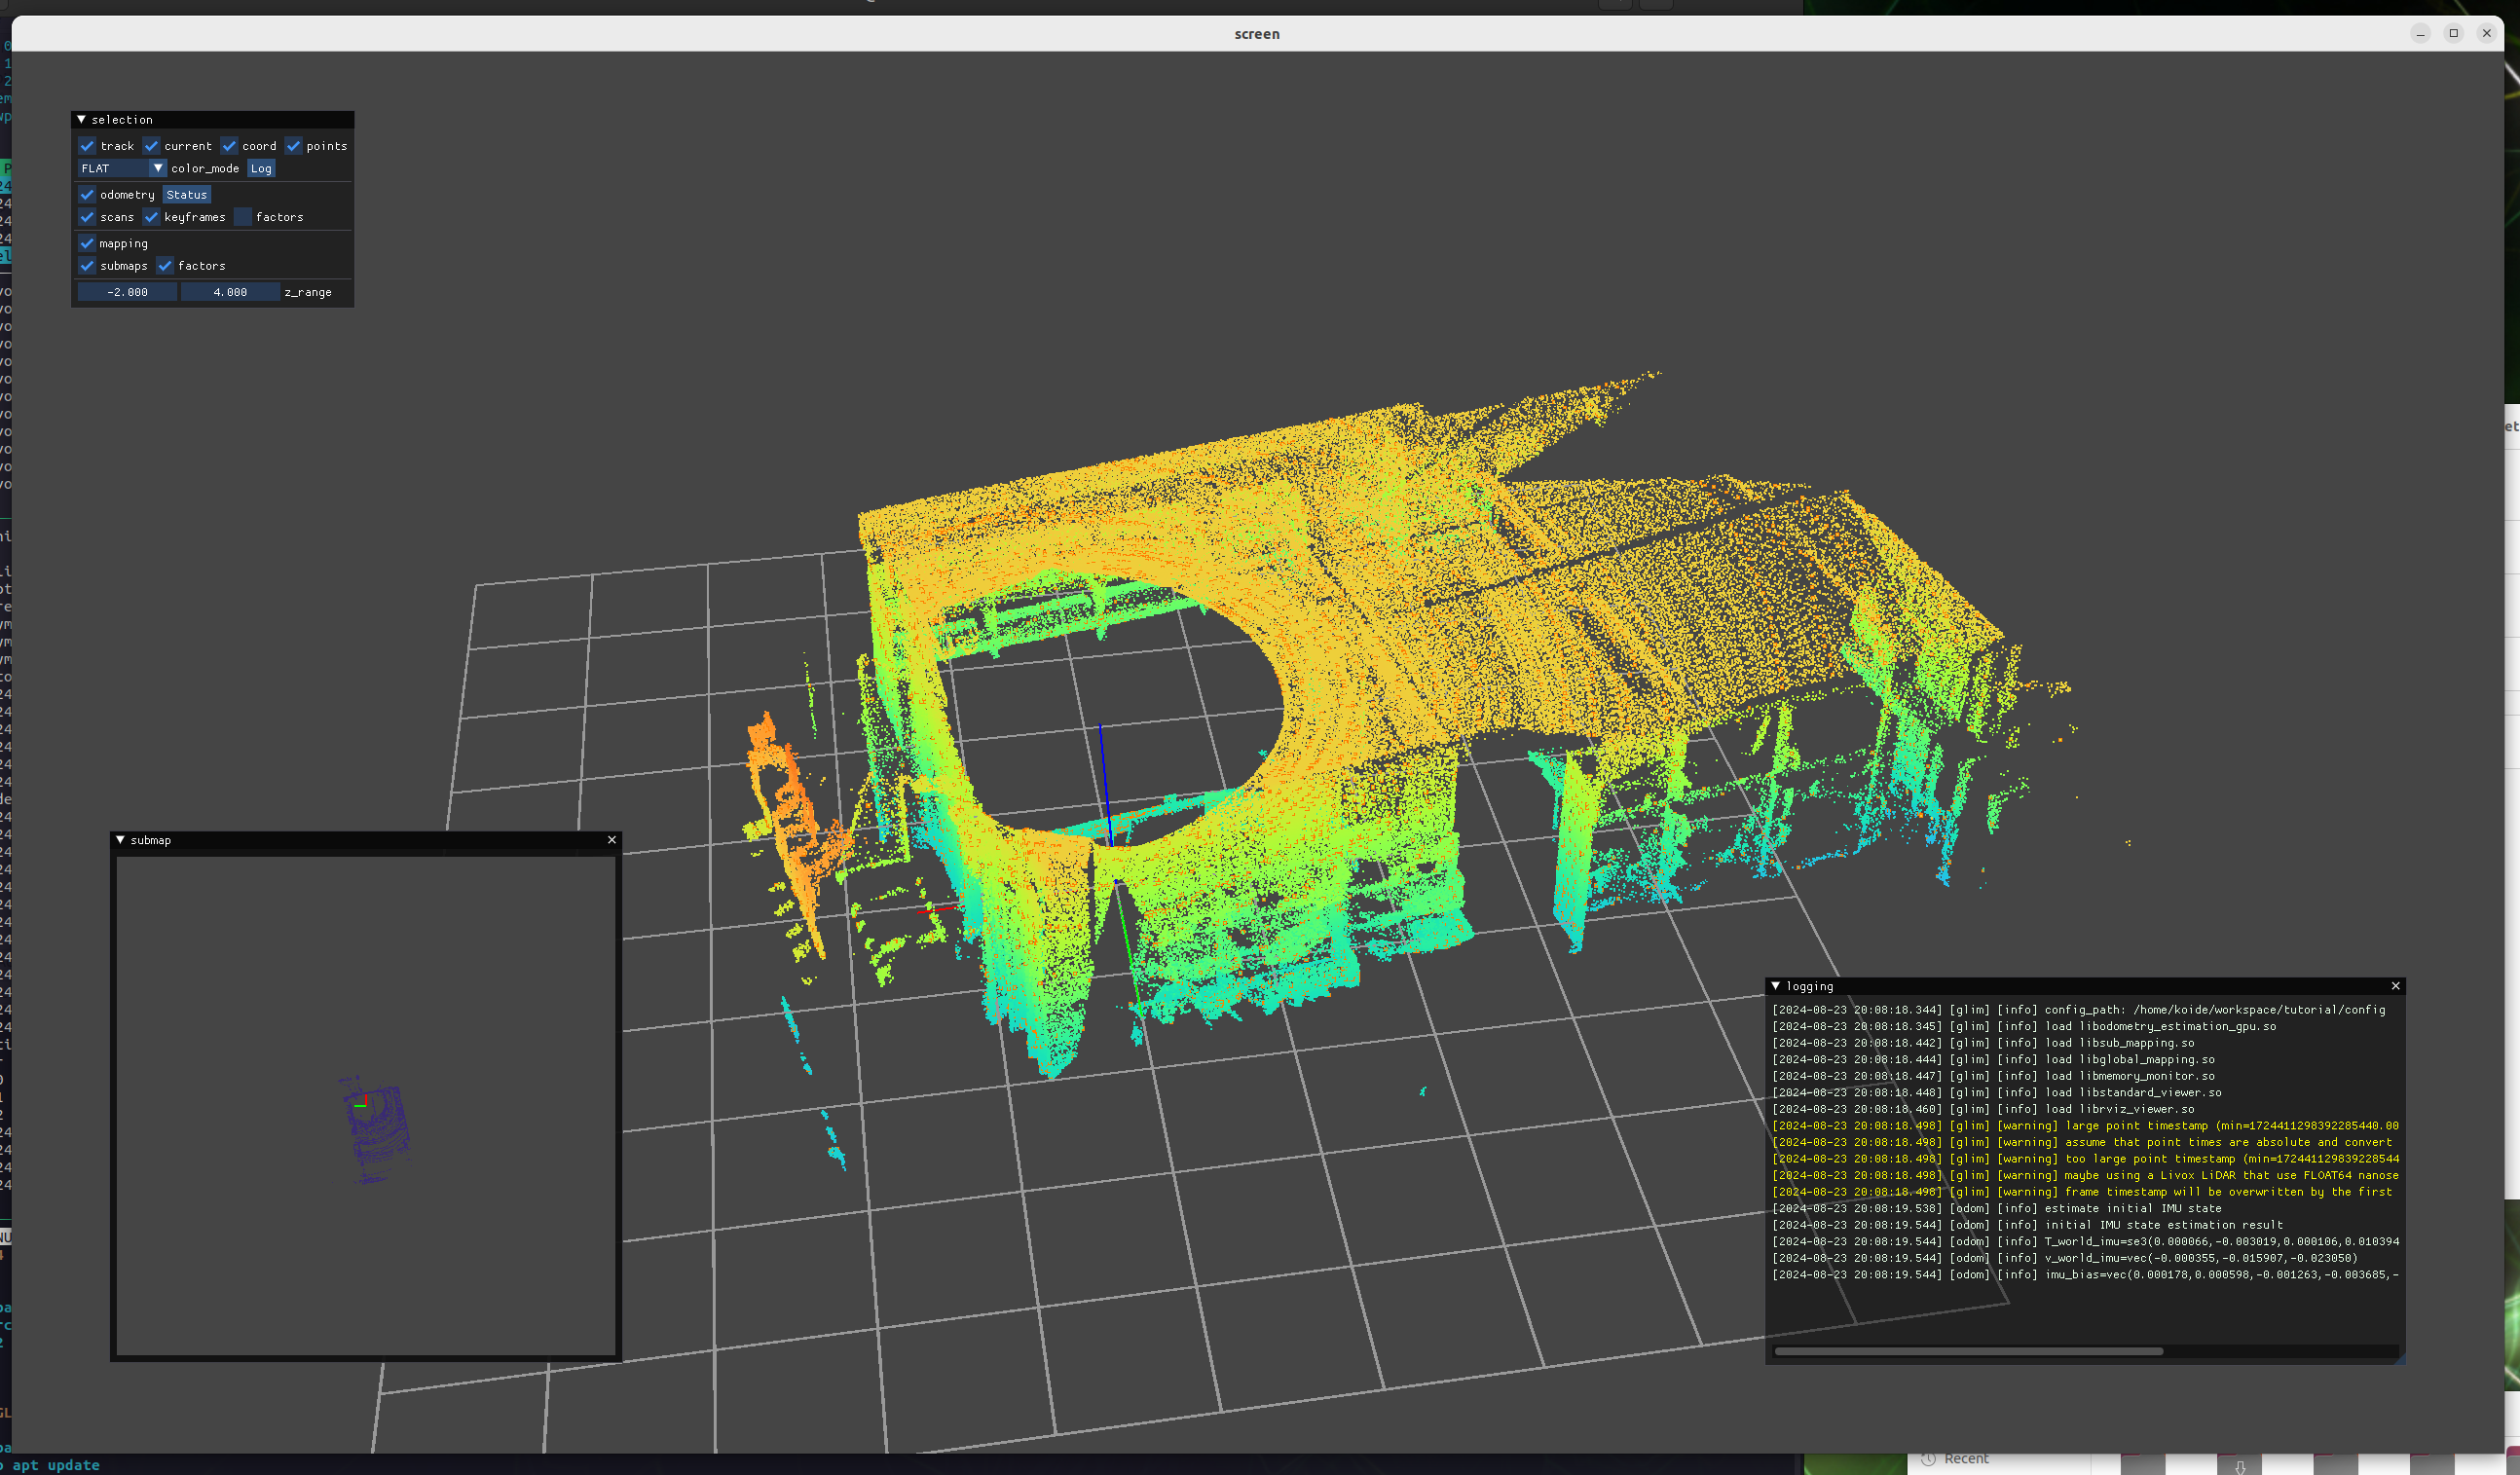 screen
selection
track current coord points
FLAT color_mode Log
odometry Status
scans keyframes factors
mapping
submaps factors
-2.000 4.000 z_range
submap
logging
[2024-08-23 20:08:18.344] [glim] [info] config_path: /home/koide/workspace/tutorial/config
[2024-08-23 20:08:18.345] [glim] [info] load libodometry_estimation_gpu.so
[2024-08-23 20:08:18.442] [glim] [info] load libsub_mapping.so
[2024-08-23 20:08:18.444] [glim] [info] load libglobal_mapping.so
[2024-08-23 20:08:18.447] [glim] [info] load libmemory_monitor.so
[2024-08-23 20:08:18.448] [glim] [info] load libstandard_viewer.so
[2024-08-23 20:08:18.460] [glim] [info] load librviz_viewer.so
[2024-08-23 20:08:18.498] [glim] [warning] large point timestamp (min=1724411298392285440.00
[2024-08-23 20:08:18.498] [glim] [warning] assume that point times are absolute and convert
[2024-08-23 20:08:18.498] [glim] [warning] too large point timestamp (min=172441129839228544
[2024-08-23 20:08:18.498] [glim] [warning] maybe using a Livox LiDAR that use FLOAT64 nanose
[2024-08-23 20:08:18.498] [glim] [warning] frame timestamp will be overwritten by the first
[2024-08-23 20:08:19.538] [odom] [info] estimate initial IMU state
[2024-08-23 20:08:19.544] [odom] [info] initial IMU state estimation result
[2024-08-23 20:08:19.544] [odom] [info] T_world_imu=se3(0.000066,-0.003019,0.000106,0.010394
[2024-08-23 20:08:19.544] [odom] [info] v_world_imu=vec(-0.000355,-0.015907,-0.023050)
[2024-08-23 20:08:19.544] [odom] [info] imu_bias=vec(0.000178,0.000598,-0.001263,-0.003685,-
apt update
Recent